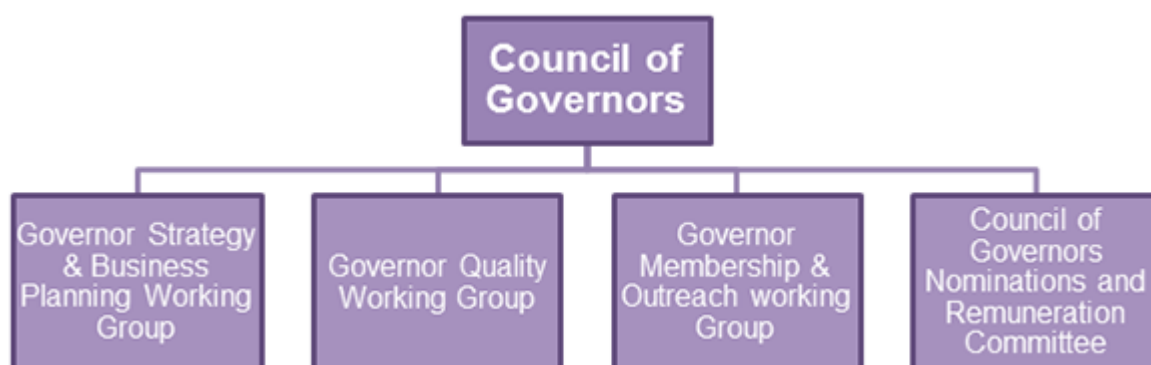 Council of
Governors
Governor Strategy
& Business
Planning Working
Group
Governor Quality
Working Group
Governor
Membership &
Outreach working
Group
Council of
Governors
Nominations and
Remuneration
Committee